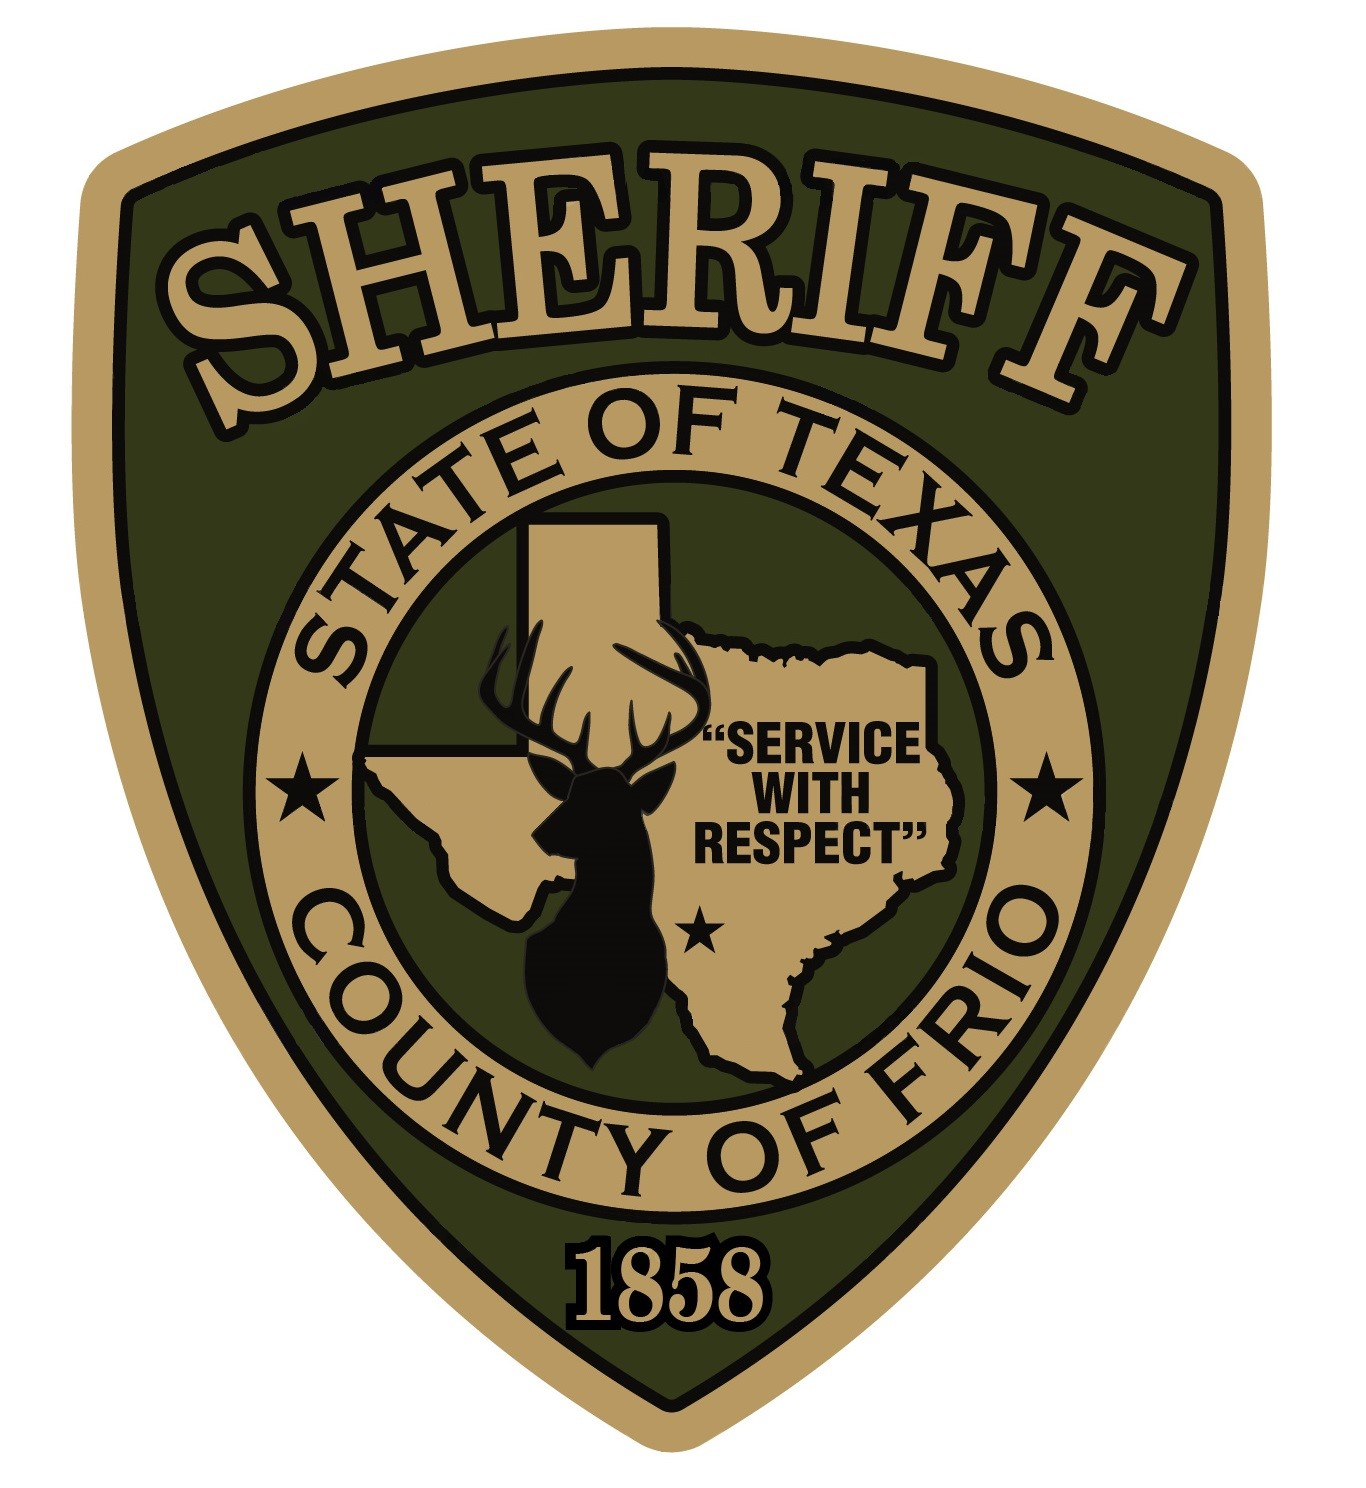 SHERIFF
STATE OF TEXAS
“SERVICE
WITH
RESPECT”
COUNTY OF FRIO
1858